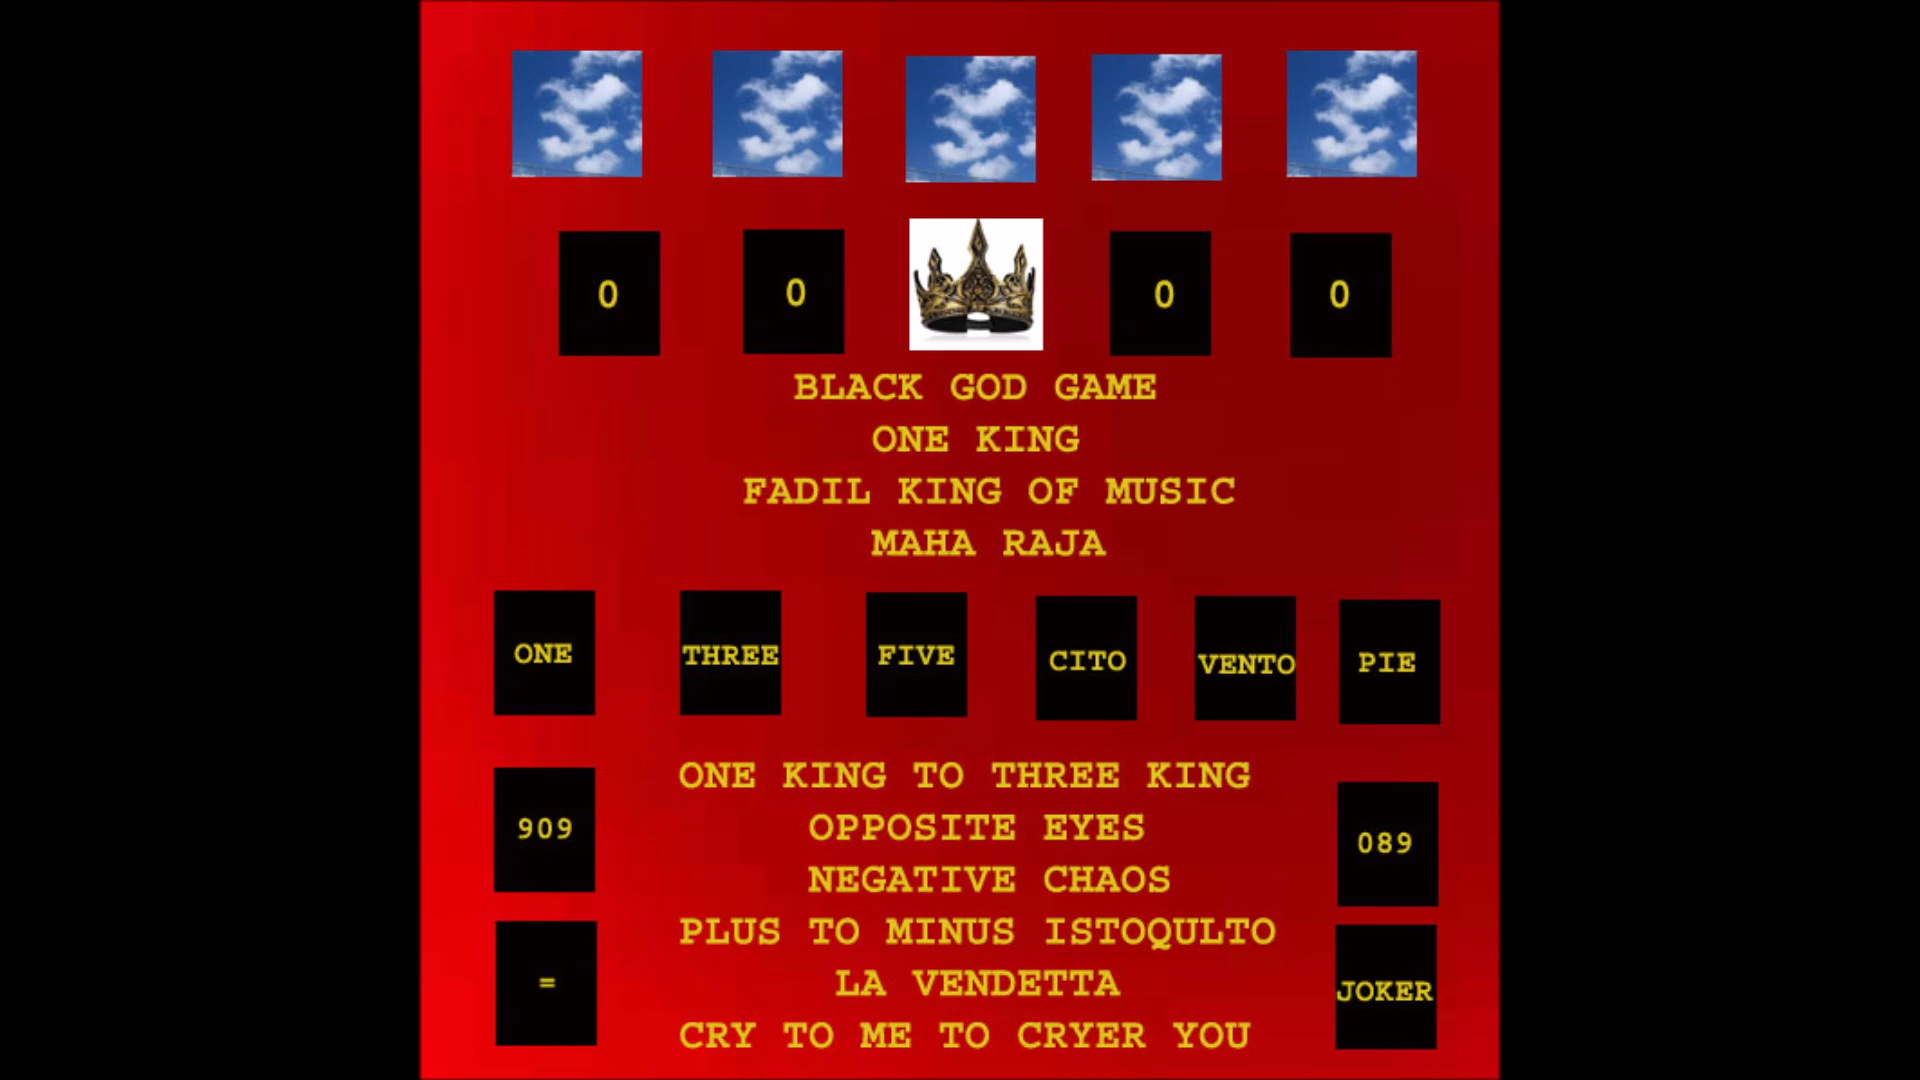 0 0 0 0
BLACK GOD GAME
ONE KING
FADIL KING OF MUSIC
MAHA RAJA
ONE THREE FIVE CITO VENTO PIE
ONE KING TO THREE KING
909
OPPOSITE EYES
089
NEGATIVE CHAOS
PLUS TO MINUS ISTOQULTO
=
LA VENDETTA
JOKER
CRY TO ME TO CRYER YOU